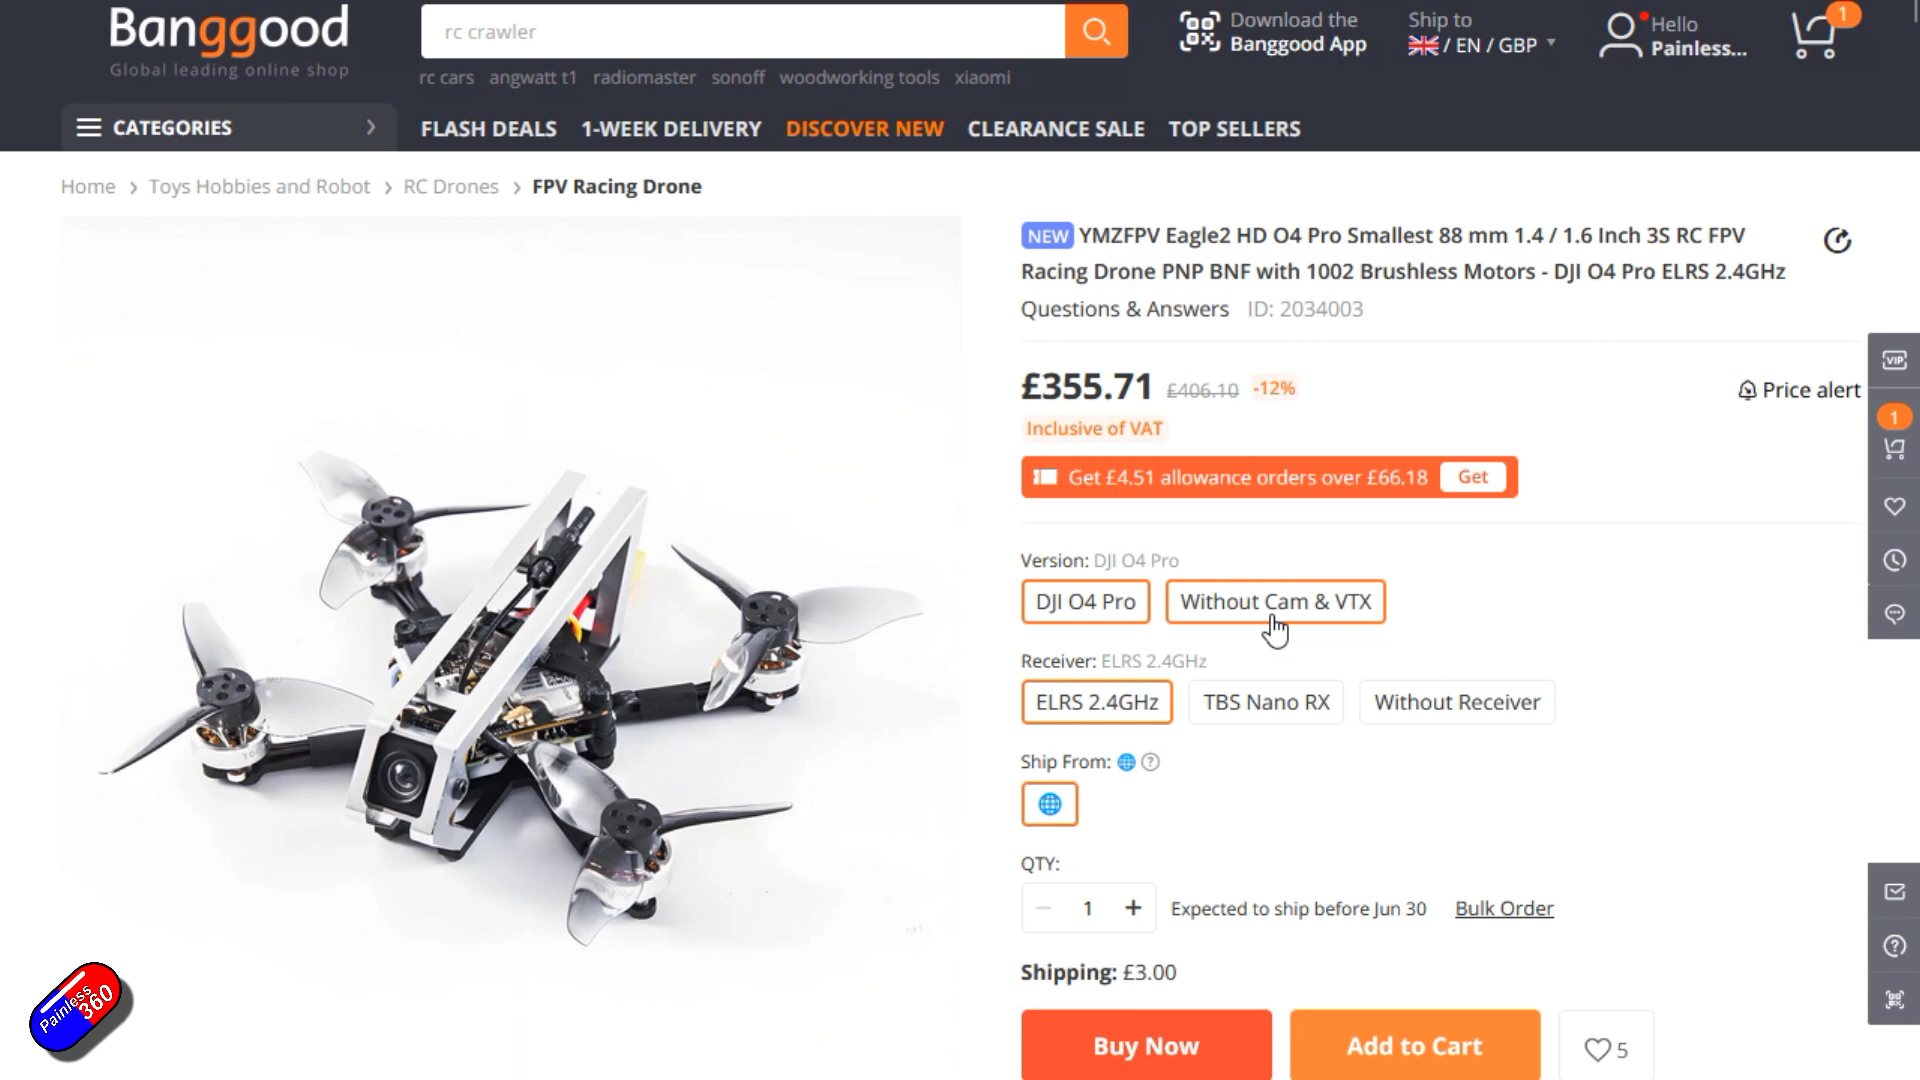 Banggood
Global leading online shop
rc crawler
rc cars angwatt t1 radiomaster sonoff woodworking tools xiaomi
Download the
Banggood App
Ship to
/ EN / GBP
Hello
Painless...
1
CATEGORIES
FLASH DEALS 1-WEEK DELIVERY DISCOVER NEW CLEARANCE SALE TOP SELLERS
Home > Toys Hobbies and Robot > RC Drones > FPV Racing Drone
NEW YMZFPV Eagle2 HD O4 Pro Smallest 88 mm 1.4 / 1.6 Inch 3S RC FPV
Racing Drone PNP BNF with 1002 Brushless Motors - DJI O4 Pro ELRS 2.4GHz
Questions & Answers ID: 2034003
£355.71 £406.10 -12%
Price alert
Inclusive of VAT
Get £4.51 allowance orders over £66.18 Get
Version: DJI O4 Pro
DJI O4 Pro Without Cam & VTX
Receiver: ELRS 2.4GHz
ELRS 2.4GHz TBS Nano RX Without Receiver
Ship From:
QTY:
1 + Expected to ship before Jun 30 Bulk Order
Shipping: £3.00
Buy Now Add to Cart 5
VIP
1
Painless
360